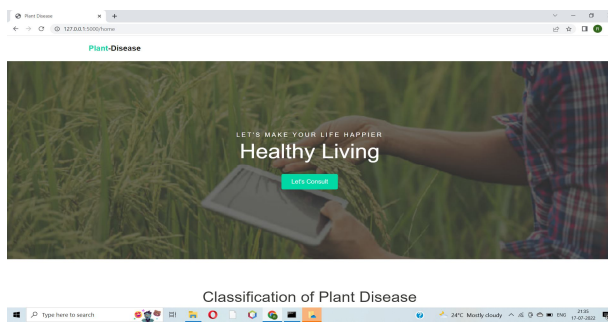 Plant Disease
127.0.0.1:5000/home
Plant-Disease
LET'S MAKE YOUR LIFE HAPPIER
Healthy Living
Let's Consult
Classification of Plant Disease
Type here to search
24°C Mostly cloudy
ENG
21:35
17-07-2022